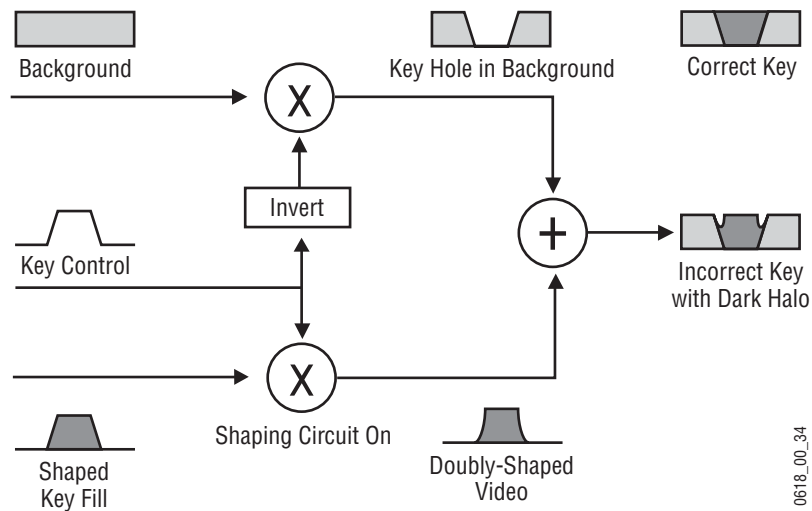 Background
Key Hole in Background
Correct Key
X
Invert
Key Control
+
Incorrect Key
with Dark Halo
X
Shaping Circuit On
Shaped
Key Fill
Doubly-Shaped
Video
0618_00_34